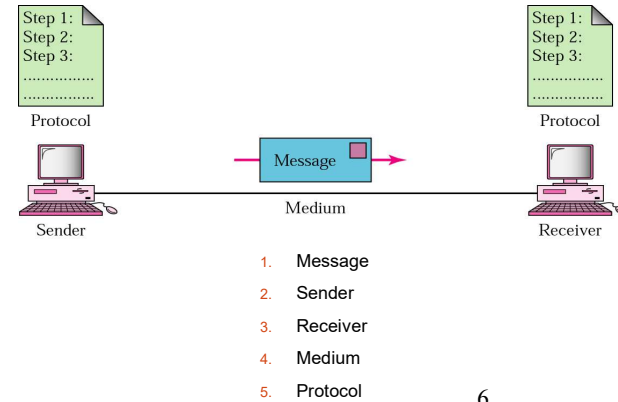 Step 1:
Step 2:
Step 3:
................
................
Protocol
Step 1:
Step 2:
Step 3:
................
................
Protocol
Message
Medium
Sender
Receiver
1. Message
2. Sender
3. Receiver
4. Medium
5. Protocol
6